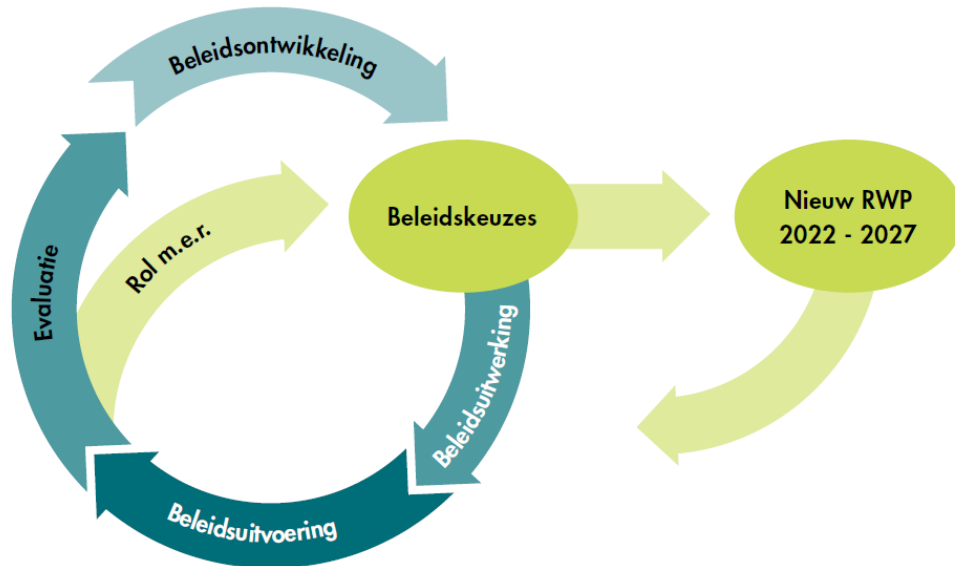 Beleidsontwikkeling
Beleidskeuzes
Nieuw RWP
2022 - 2027
Rol m.e.r.
Evaluatie
Beleidsuitwerking
Beleidsuitvoering